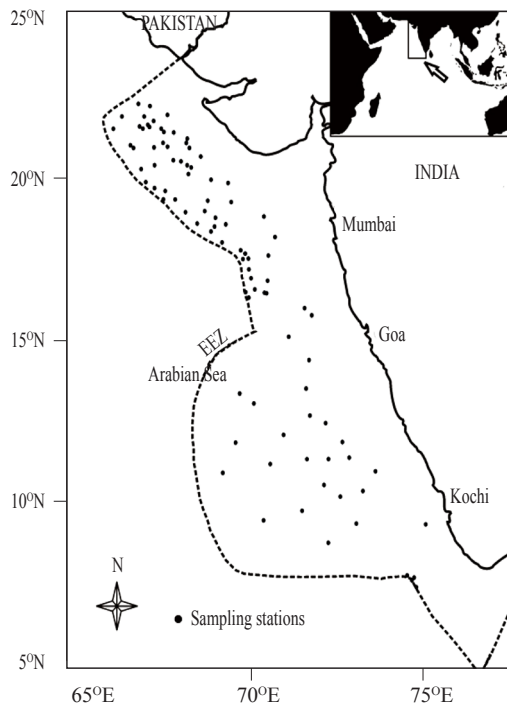 25°N
PAKISTAN
INDIA
20°N
Mumbai
15°N
EEZ
Goa
Arabian Sea
10°N
Kochi
N
Sampling stations
5°N
65°E
70°E
75°E